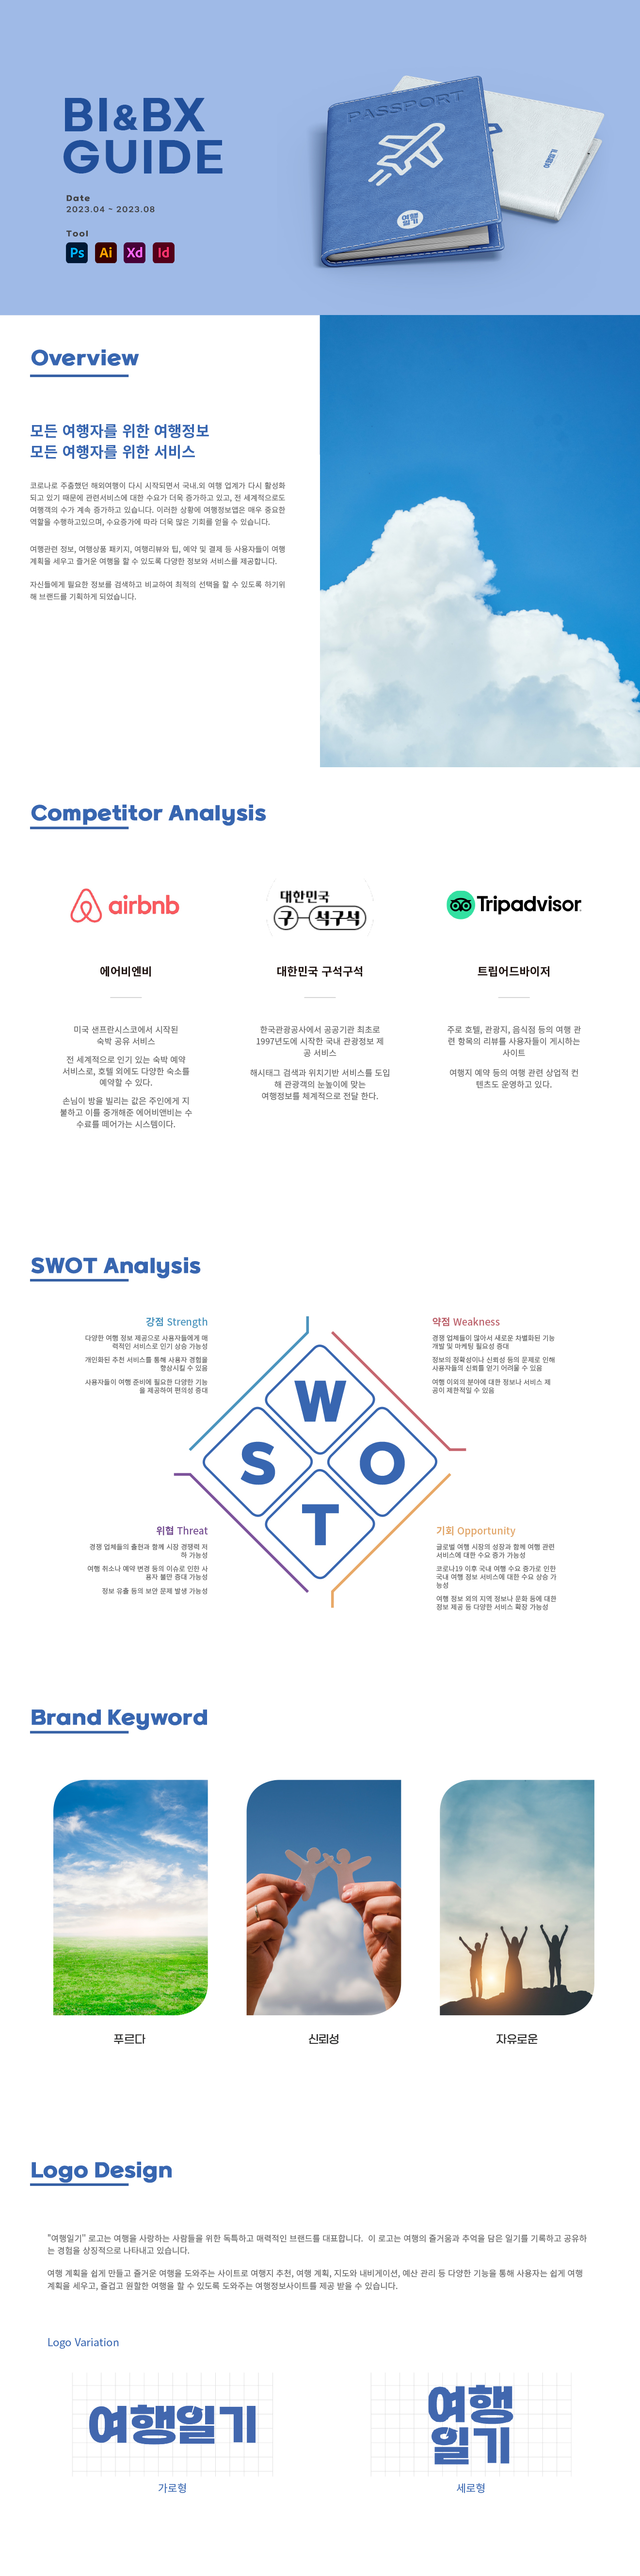 BI&BX
GUIDE
Date
2023.04 ~ 2023.08
Tool
Ps Ai Xd Id
PASSPORT
여행
일기
Overview
모든 여행자를 위한 여행정보
모든 여행자를 위한 서비스
코로나로 주춤했던 해외여행이 다시 시작되면서 국내.외 여행 업계가 다시 활성화
되고 있기 때문에 관련서비스에 대한 수요가 더욱 증가하고 있고, 전 세계적으로도
여행객의 수가 계속 증가하고 있습니다. 이러한 상황에 여행정보앱은 매우 중요한
역할을 수행하고있으며, 수요증가에 따라 더욱 많은 기회를 얻을 수 있습니다.
여행관련 정보, 여행상품 패키지, 여행리뷰와 팁, 예약 및 결제 등 사용자들이 여행
계획을 세우고 즐거운 여행을 할 수 있도록 다양한 정보와 서비스를 제공합니다.
자신들에게 필요한 정보를 검색하고 비교하여 최적의 선택을 할 수 있도록 하기위
해 브랜드를 기획하게 되었습니다.
Competitor Analysis
airbnb
대한민국
구석구석
Tripadvisor
에어비엔비
대한민국 구석구석
트립어드바이저
미국 샌프란시스코에서 시작된
숙박 공유 서비스
전 세계적으로 인기 있는 숙박 예약
서비스로, 호텔 외에도 다양한 숙소를
예약할 수 있다.
손님이 방을 빌리는 값은 주인에게 지
불하고 이를 중개해준 에어비앤비는 수
수료를 떼어가는 시스템이다.
한국관광공사에서 공공기관 최초로
1997년도에 시작한 국내 관광정보 제
공 서비스
해시태그 검색과 위치기반 서비스를 도입
해 관광객의 눈높이에 맞는
여행정보를 체계적으로 전달 한다.
주로 호텔, 관광지, 음식점 등의 여행 관
련 항목의 리뷰를 사용자들이 게시하는
사이트
여행지 예약 등의 여행 관련 상업적 컨
텐츠도 운영하고 있다.
SWOT Analysis
강점 Strength
다양한 여행 정보 제공으로 사용자들에게 매
력적인 서비스로 인기 상승 가능성
개인화된 추천 서비스를 통해 사용자 경험을
향상시킬 수 있음
사용자들이 여행 준비에 필요한 다양한 기능
을 제공하여 편의성 증대
약점 Weakness
경쟁 업체들이 많아서 새로운 차별화된 기능
개발 및 마케팅 필요성 증대
정보의 정확성이나 신뢰성 등의 문제로 인해
사용자들의 신뢰를 얻기 어려울 수 있음
여행 이외의 분야에 대한 정보나 서비스 제
공이 제한적일 수 있음
W
S
O
T
위협 Threat
경쟁 업체들의 출현과 함께 시장 경쟁력 저
하 가능성
여행 취소나 예약 변경 등의 이슈로 인한 사
용자 불만 증대 가능성
정보 유출 등의 보안 문제 발생 가능성
기회 Opportunity
글로벌 여행 시장의 성장과 함께 여행 관련
서비스에 대한 수요 증가 가능성
코로나19 이후 국내 여행 수요 증가로 인한
국내 여행 정보 서비스에 대한 수요 상승 가
능성
여행 정보 외의 지역 정보나 문화 등에 대한
정보 제공 등 다양한 서비스 확장 가능성
Brand Keyword
푸르다
신뢰성
자유로운
Logo Design
"여행일기" 로고는 여행을 사랑하는 사람들을 위한 독특하고 매력적인 브랜드를 대표합니다. 이 로고는 여행의 즐거움과 추억을 담은 일기를 기록하고 공유하
는 경험을 상징적으로 나타내고 있습니다.
여행 계획을 쉽게 만들고 즐거운 여행을 도와주는 사이트로 여행지 추천, 여행 계획, 지도와 내비게이션, 예산 관리 등 다양한 기능을 통해 사용자는 쉽게 여행
계획을 세우고, 즐겁고 원할한 여행을 할 수 있도록 도와주는 여행정보사이트를 제공 받을 수 있습니다.
Logo Variation
여행일기
여행
일기
가로형
세로형